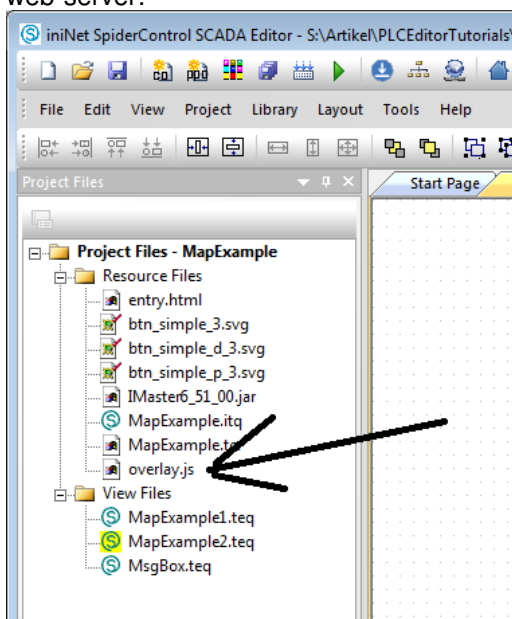 web-server.
iniNet SpiderControl SCADA Editor - S:\Artikel\PLCEditorTutorials\
File Edit View Project Library Layout Tools Help
Project Files
Start Page
Project Files - MapExample
Resource Files
entry.html
btn_simple_3.svg
btn_simple_d_3.svg
btn_simple_p_3.svg
IMaster6_51_00.jar
MapExample.itq
overlay.js
View Files
MapExample1.teq
MapExample2.teq
MsgBox.teq